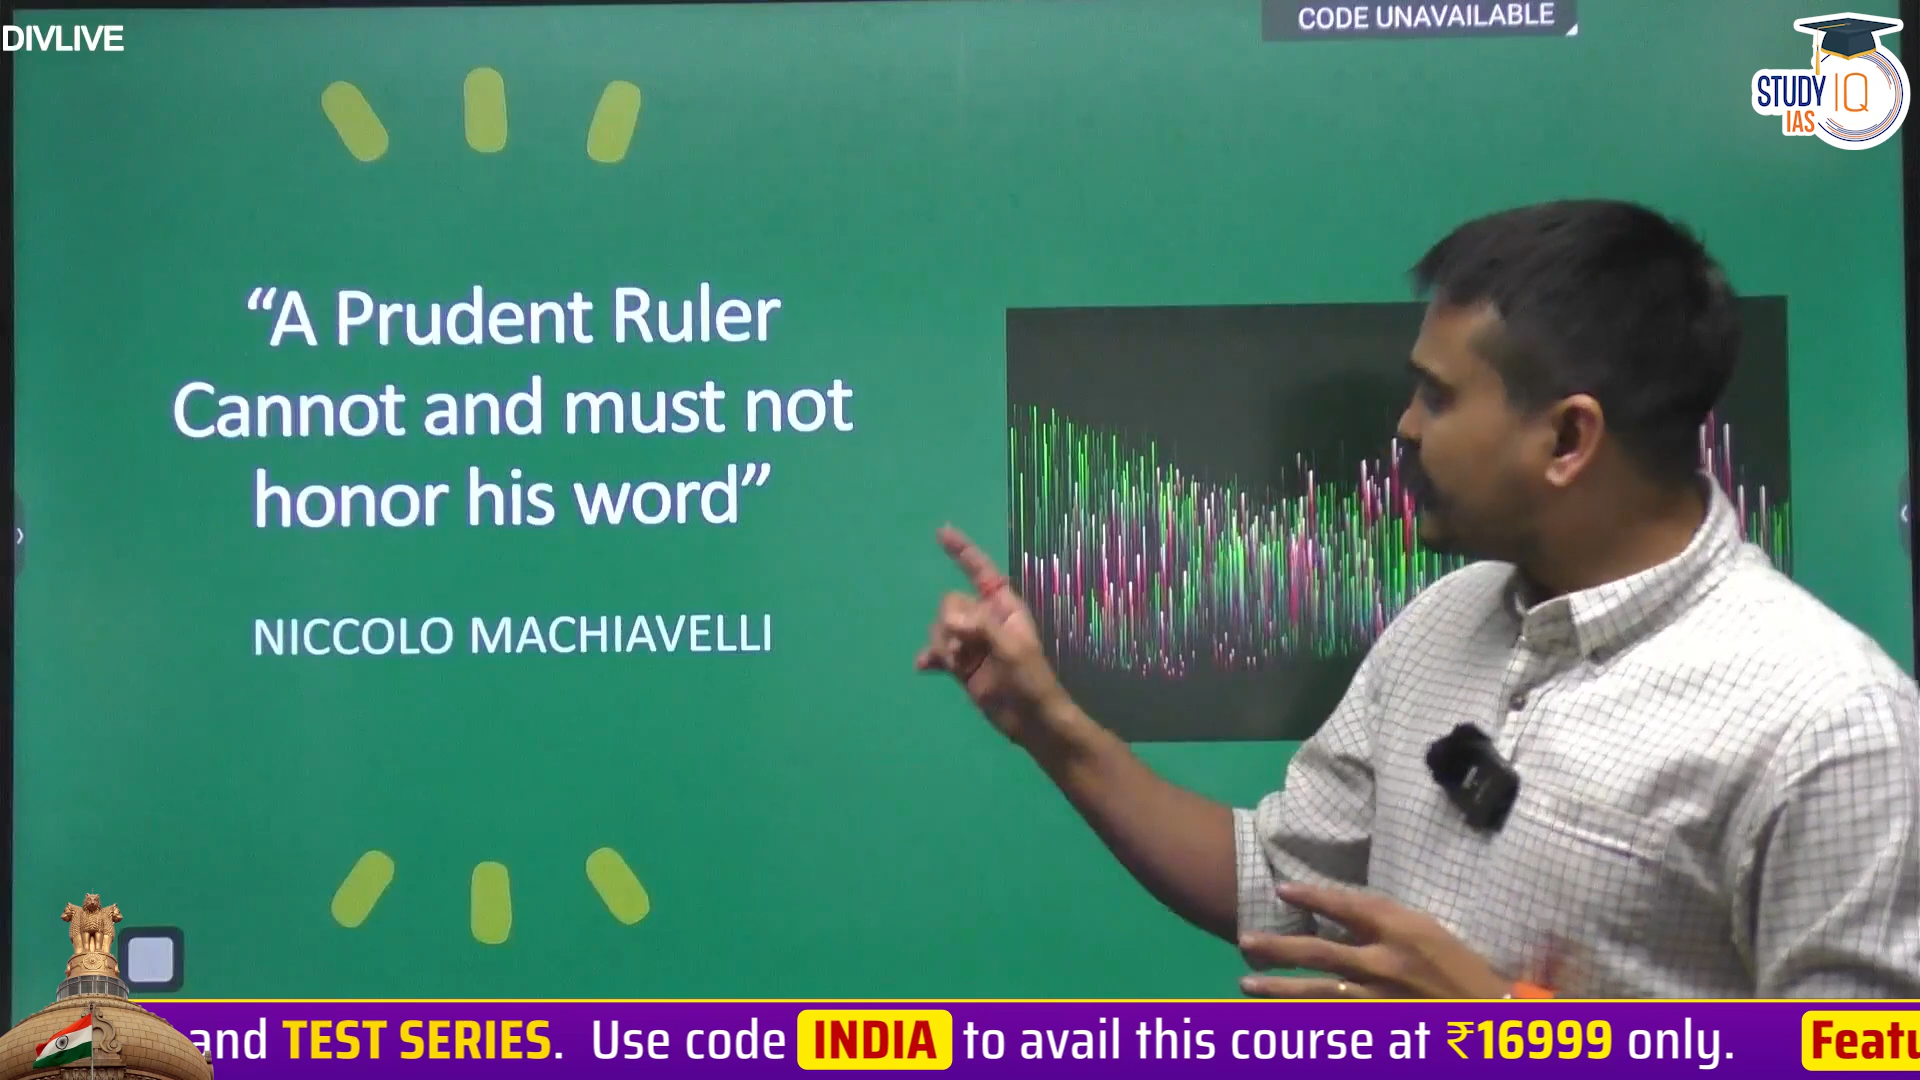 DIVLIVE
CODE UNAVAILABLE
STUDY IQ
IAS
“A Prudent Ruler
Cannot and must not
honor his word”
NICCOLO MACHIAVELLI
and TEST SERIES. Use code INDIA to avail this course at ₹16999 only. Featu